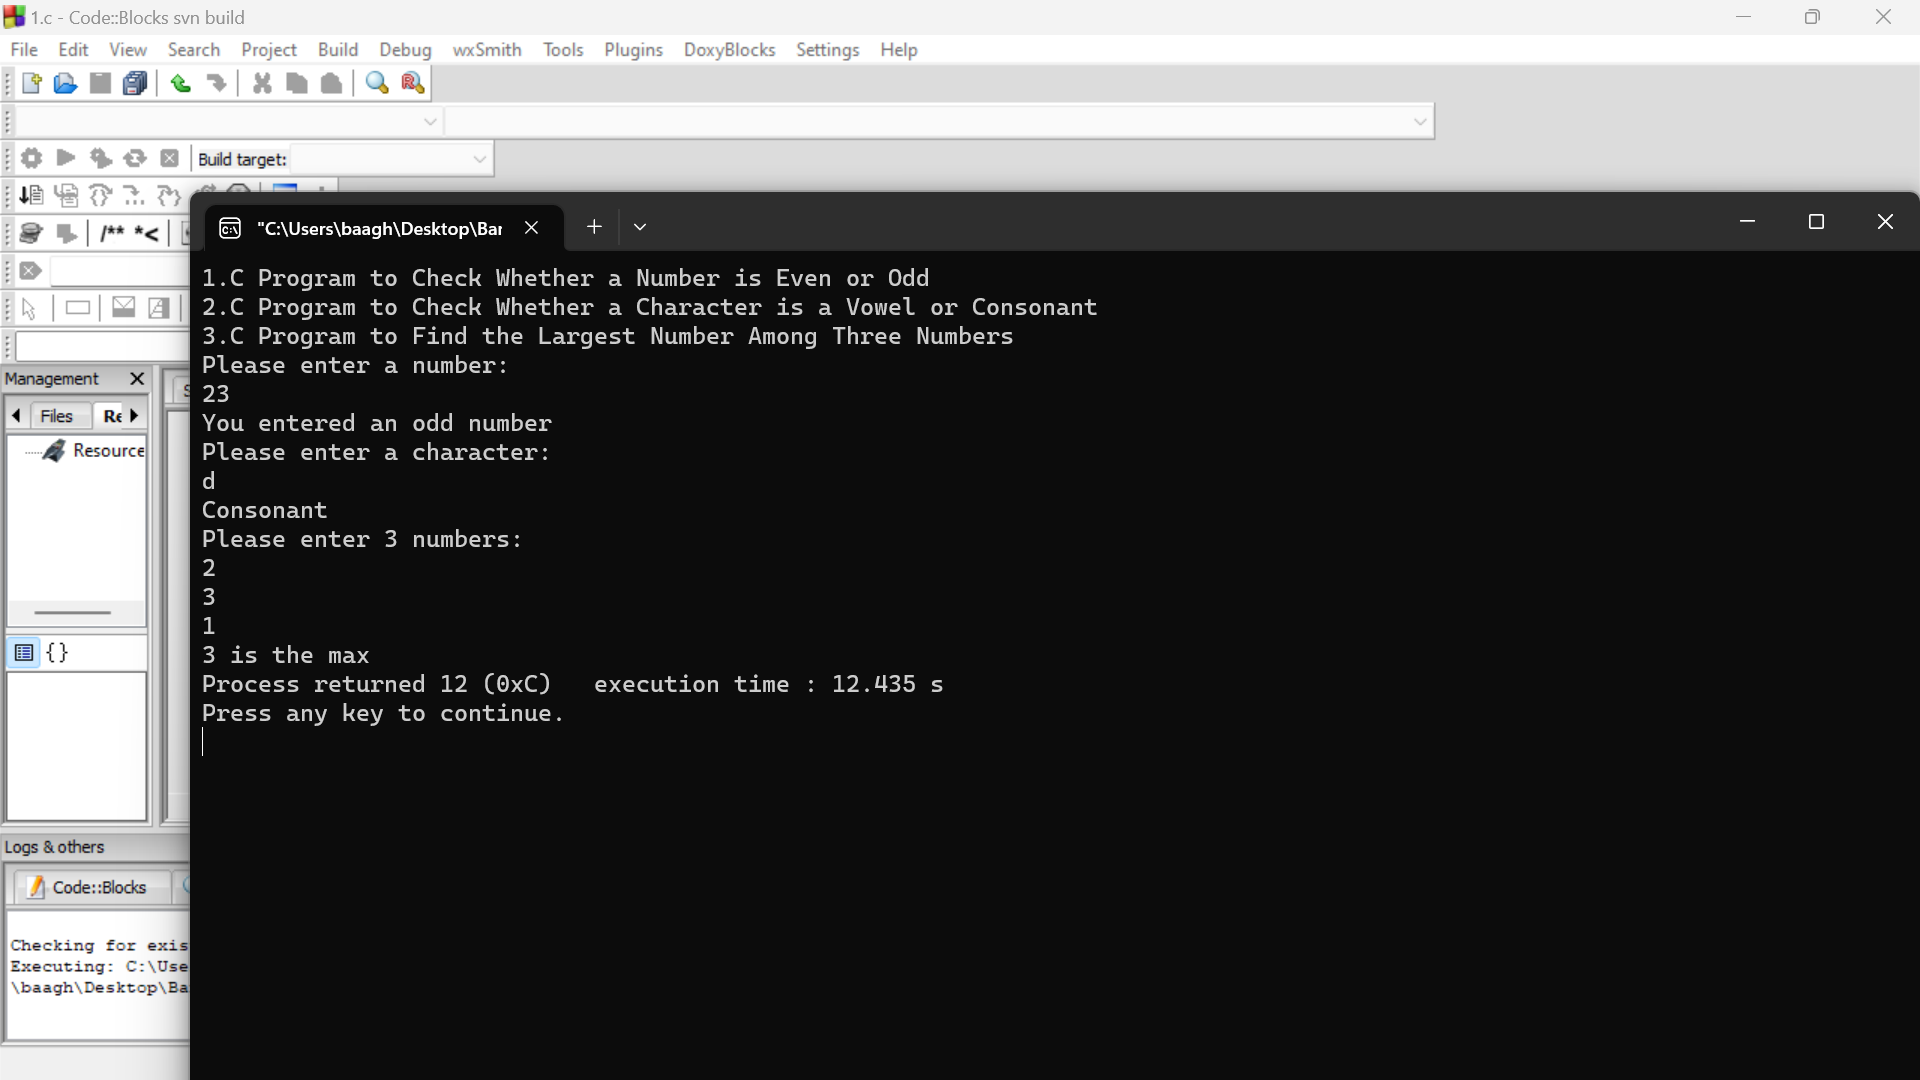 1.c - Code::Blocks svn build
File Edit View Search Project Build Debug wxSmith Tools Plugins DoxyBlocks Settings Help
Build target:
/** *<
"C:\Users\baagh\Desktop\Bar
1.C Program to Check Whether a Number is Even or Odd
2.C Program to Check Whether a Character is a Vowel or Consonant
3.C Program to Find the Largest Number Among Three Numbers
Please enter a number:
23
You entered an odd number
Please enter a character:
d
Consonant
Please enter 3 numbers:
2
3
1
3 is the max
Process returned 12 (0xC)   execution time : 12.435 s
Press any key to continue.
Management
Files Re
Resource
{}
Logs & others
Code::Blocks
Checking for exis
Executing: C:\Use
\baagh\Desktop\Ba